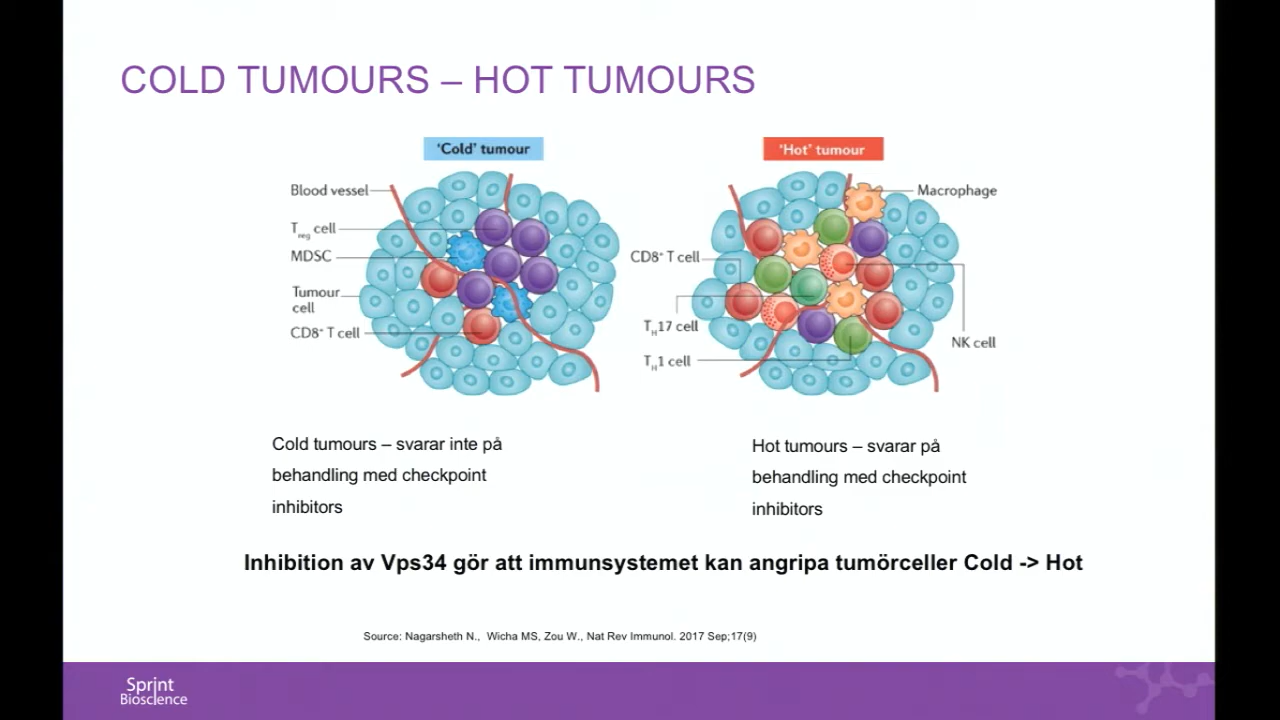 COLD TUMOURS – HOT TUMOURS
'Cold' tumour
Blood vessel
Treg cell
MDSC
Tumour
cell
CD8+ T cell
'Hot' tumour
Macrophage
CD8+ T cell
TH17 cell
TH1 cell
NK cell
Cold tumours – svarar inte på
behandling med checkpoint
inhibitors
Hot tumours – svarar på
behandling med checkpoint
inhibitors
Inhibition av Vps34 gör att immunsystemet kan angripa tumörceller Cold -> Hot
Source: Nagarsheth N., Wicha MS, Zou W., Nat Rev Immunol. 2017 Sep;17(9)
Sprint
Bioscience